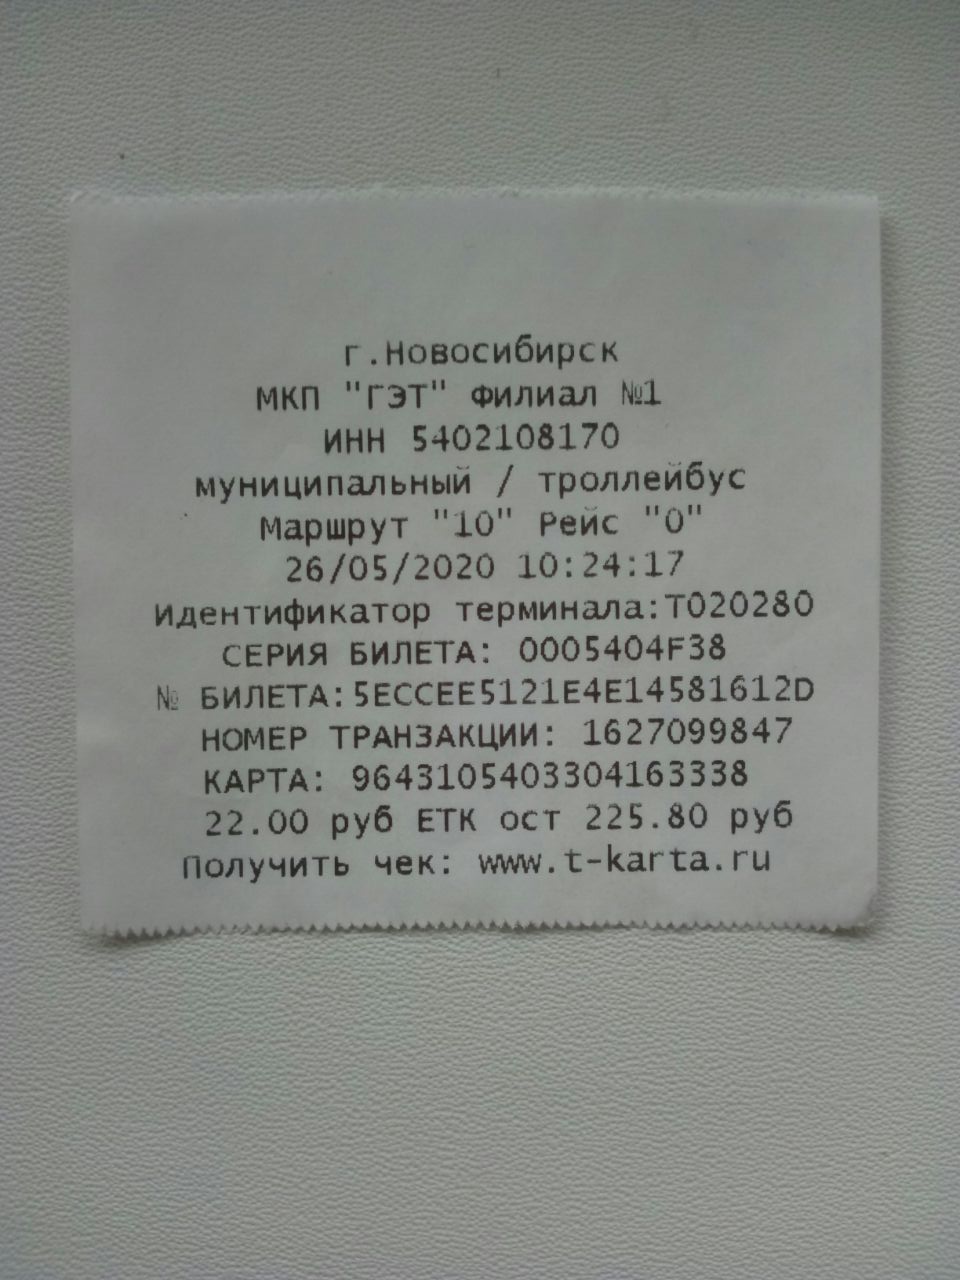 г.Новосибирск
МКП "ГЭТ" Филиал №1
ИНН 5402108170
муниципальный / троллейбус
Маршрут "10" Рейс "0"
26/05/2020 10:24:17
Идентификатор терминала:T020280
СЕРИЯ БИЛЕТА: 0005404F38
№ БИЛЕТА:5ECCEE5121E4E14581612D
НОМЕР ТРАНЗАКЦИИ: 1627099847
КАРТА: 9643105403304163338
22.00 руб ЕТК ост 225.80 руб
Получить чек: www.t-karta.ru